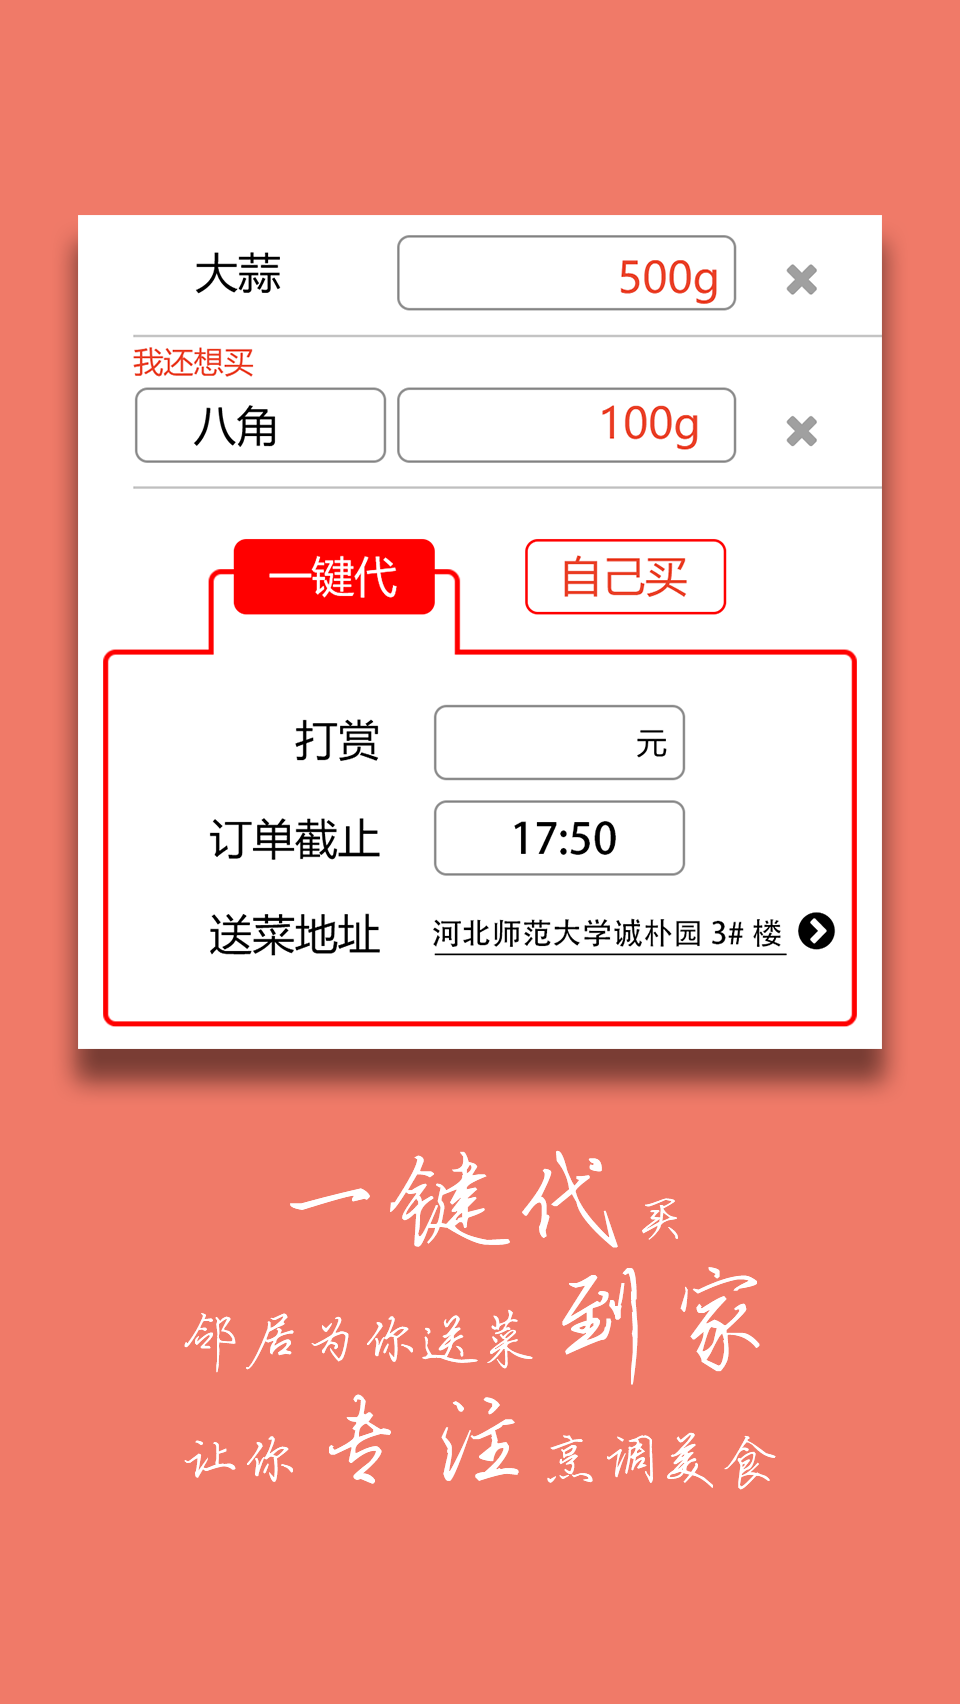 大蒜 500g
我还想买
八角 100g
一键代 自己买
打赏 元
订单截止 17:50
送菜地址 河北师范大学诚朴园 3# 楼
一键代买
邻居为你送菜到家
让你专注烹调美食